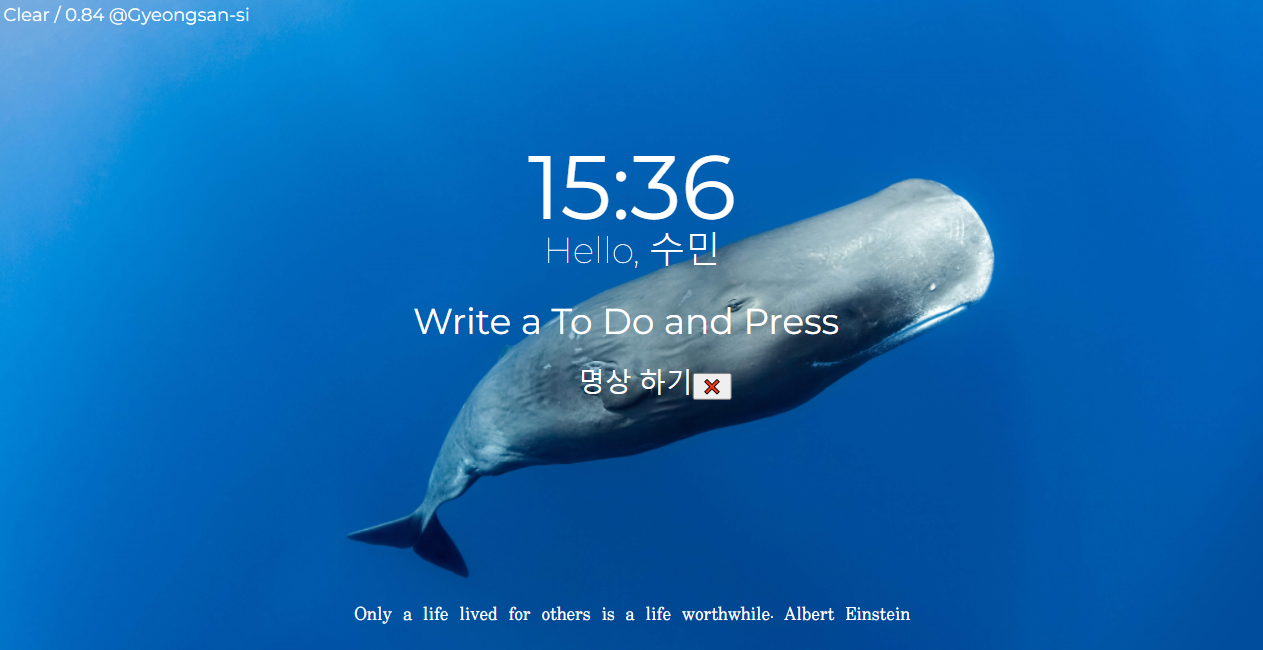 Clear / 0.84 @Gyeongsan-si
15:36
Hello, 수민
Write a To Do and Press
명상 하기❌
Only a life lived for others is a life worthwhile. Albert Einstein